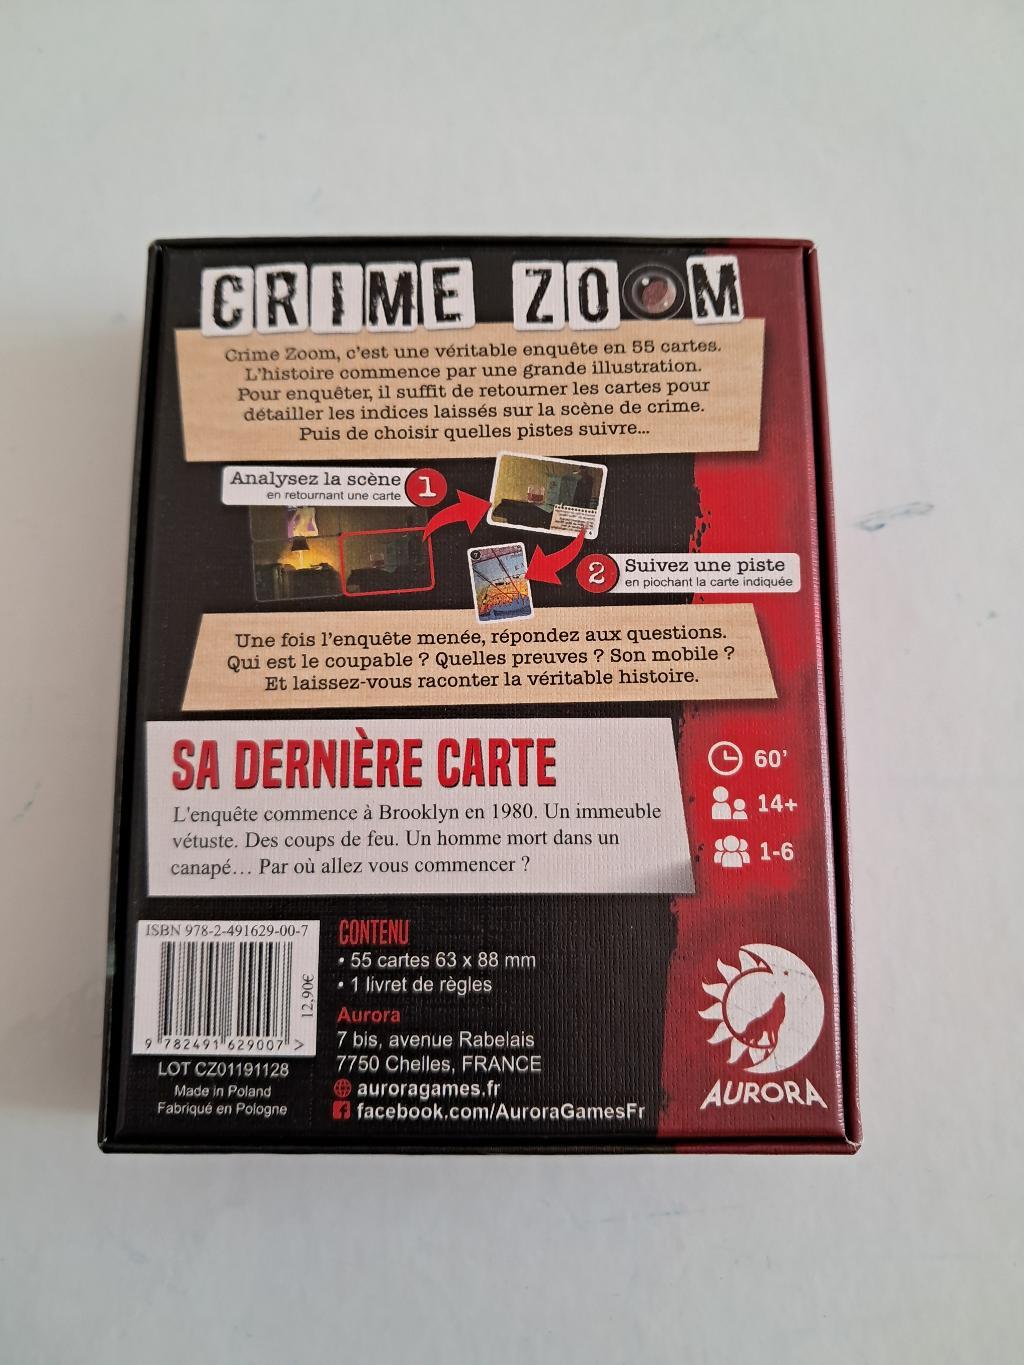 CRIME ZOOM
Crime Zoom, c'est une véritable enquête en 55 cartes.
L'histoire commence par une grande illustration.
Pour enquêter, il suffit de retourner les cartes pour
détailler les indices laissés sur la scène de crime.
Puis de choisir quelles pistes suivre...
Analysez la scène
en retournant une carte
1
2
Suivez une piste
en piochant la carte indiquée
Une fois l'enquête menée, répondez aux questions.
Qui est le coupable ? Quelles preuves ? Son mobile ?
Et laissez-vous raconter la véritable histoire.
SA DERNIÈRE CARTE
L'enquête commence à Brooklyn en 1980. Un immeuble
vétuste. Des coups de feu. Un homme mort dans un
canapé... Par où allez vous commencer ?
60'
14+
1-6
ISBN 978-2-491629-00-7
12,90€
9 782491 629007 >
LOT CZ01191128
Made in Poland
Fabriqué en Pologne
CONTENU
• 55 cartes 63 x 88 mm
• 1 livret de règles
Aurora
7 bis, avenue Rabelais
7750 Chelles, FRANCE
auroragames.fr
facebook.com/AuroraGamesFr
AURORA